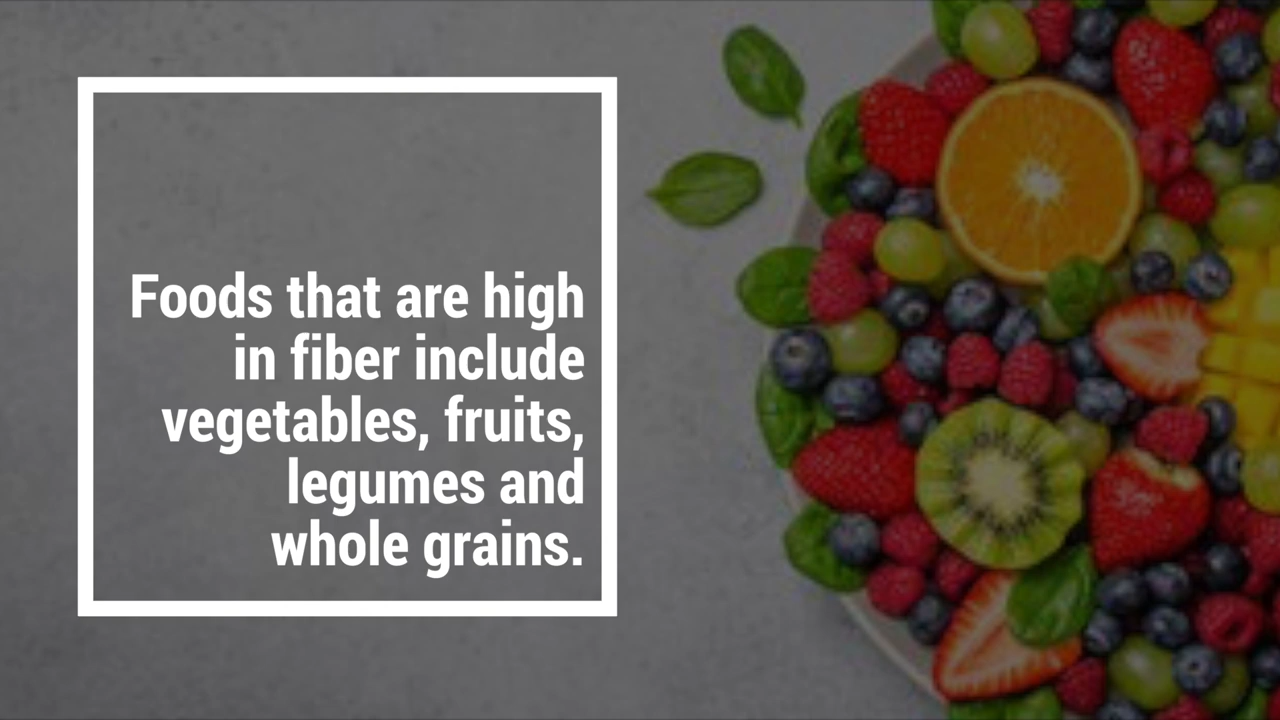 Foods that are high
in fiber include
vegetables, fruits,
legumes and
whole grains.